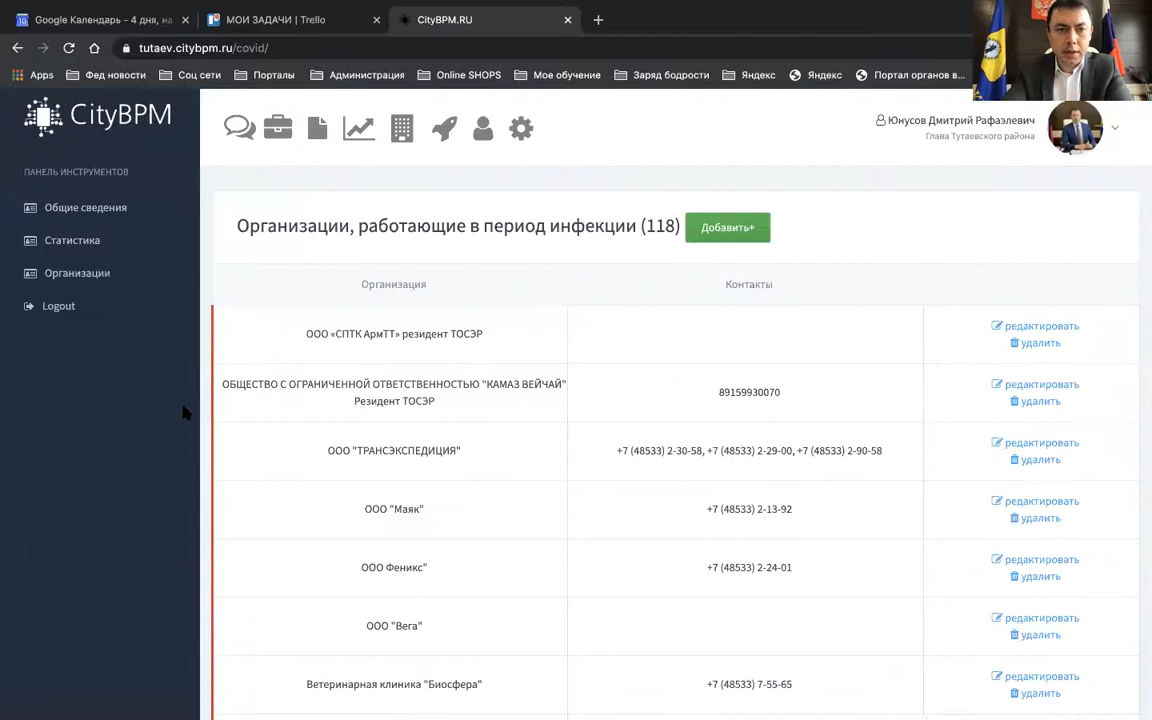 Google Календарь – 4 дня, на
МОИ ЗАДАЧИ | Trello
CityBPM.RU
tutaev.citybpm.ru/covid/
Apps
Фед новости
Соц сети
Порталы
Администрация
Online SHOPS
Мое обучение
Заряд бодрости
Яндекс
Яндекс
Портал органов в...
CityBPM
Юнусов Дмитрий Рафаэлевич
Глава Тутаевского района
ПАНЕЛЬ ИНСТРУМЕНТОВ
Общие сведения
Статистика
Организации
Logout
Организации, работающие в период инфекции (118)
Добавить+
Организация
Контакты
ООО «СПТК АрмТТ» резидент ТОСЭР
редактировать
удалить
ОБЩЕСТВО С ОГРАНИЧЕННОЙ ОТВЕТСТВЕННОСТЬЮ "КАМАЗ ВЕЙЧАЙ"
Резидент ТОСЭР
89159930070
редактировать
удалить
ООО "ТРАНСЭКСПЕДИЦИЯ"
+7 (48533) 2-30-58, +7 (48533) 2-29-00, +7 (48533) 2-90-58
редактировать
удалить
ООО "Маяк"
+7 (48533) 2-13-92
редактировать
удалить
ООО Феникс"
+7 (48533) 2-24-01
редактировать
удалить
ООО "Вега"
редактировать
удалить
Ветеринарная клиника "Биосфера"
+7 (48533) 7-55-65
редактировать
удалить